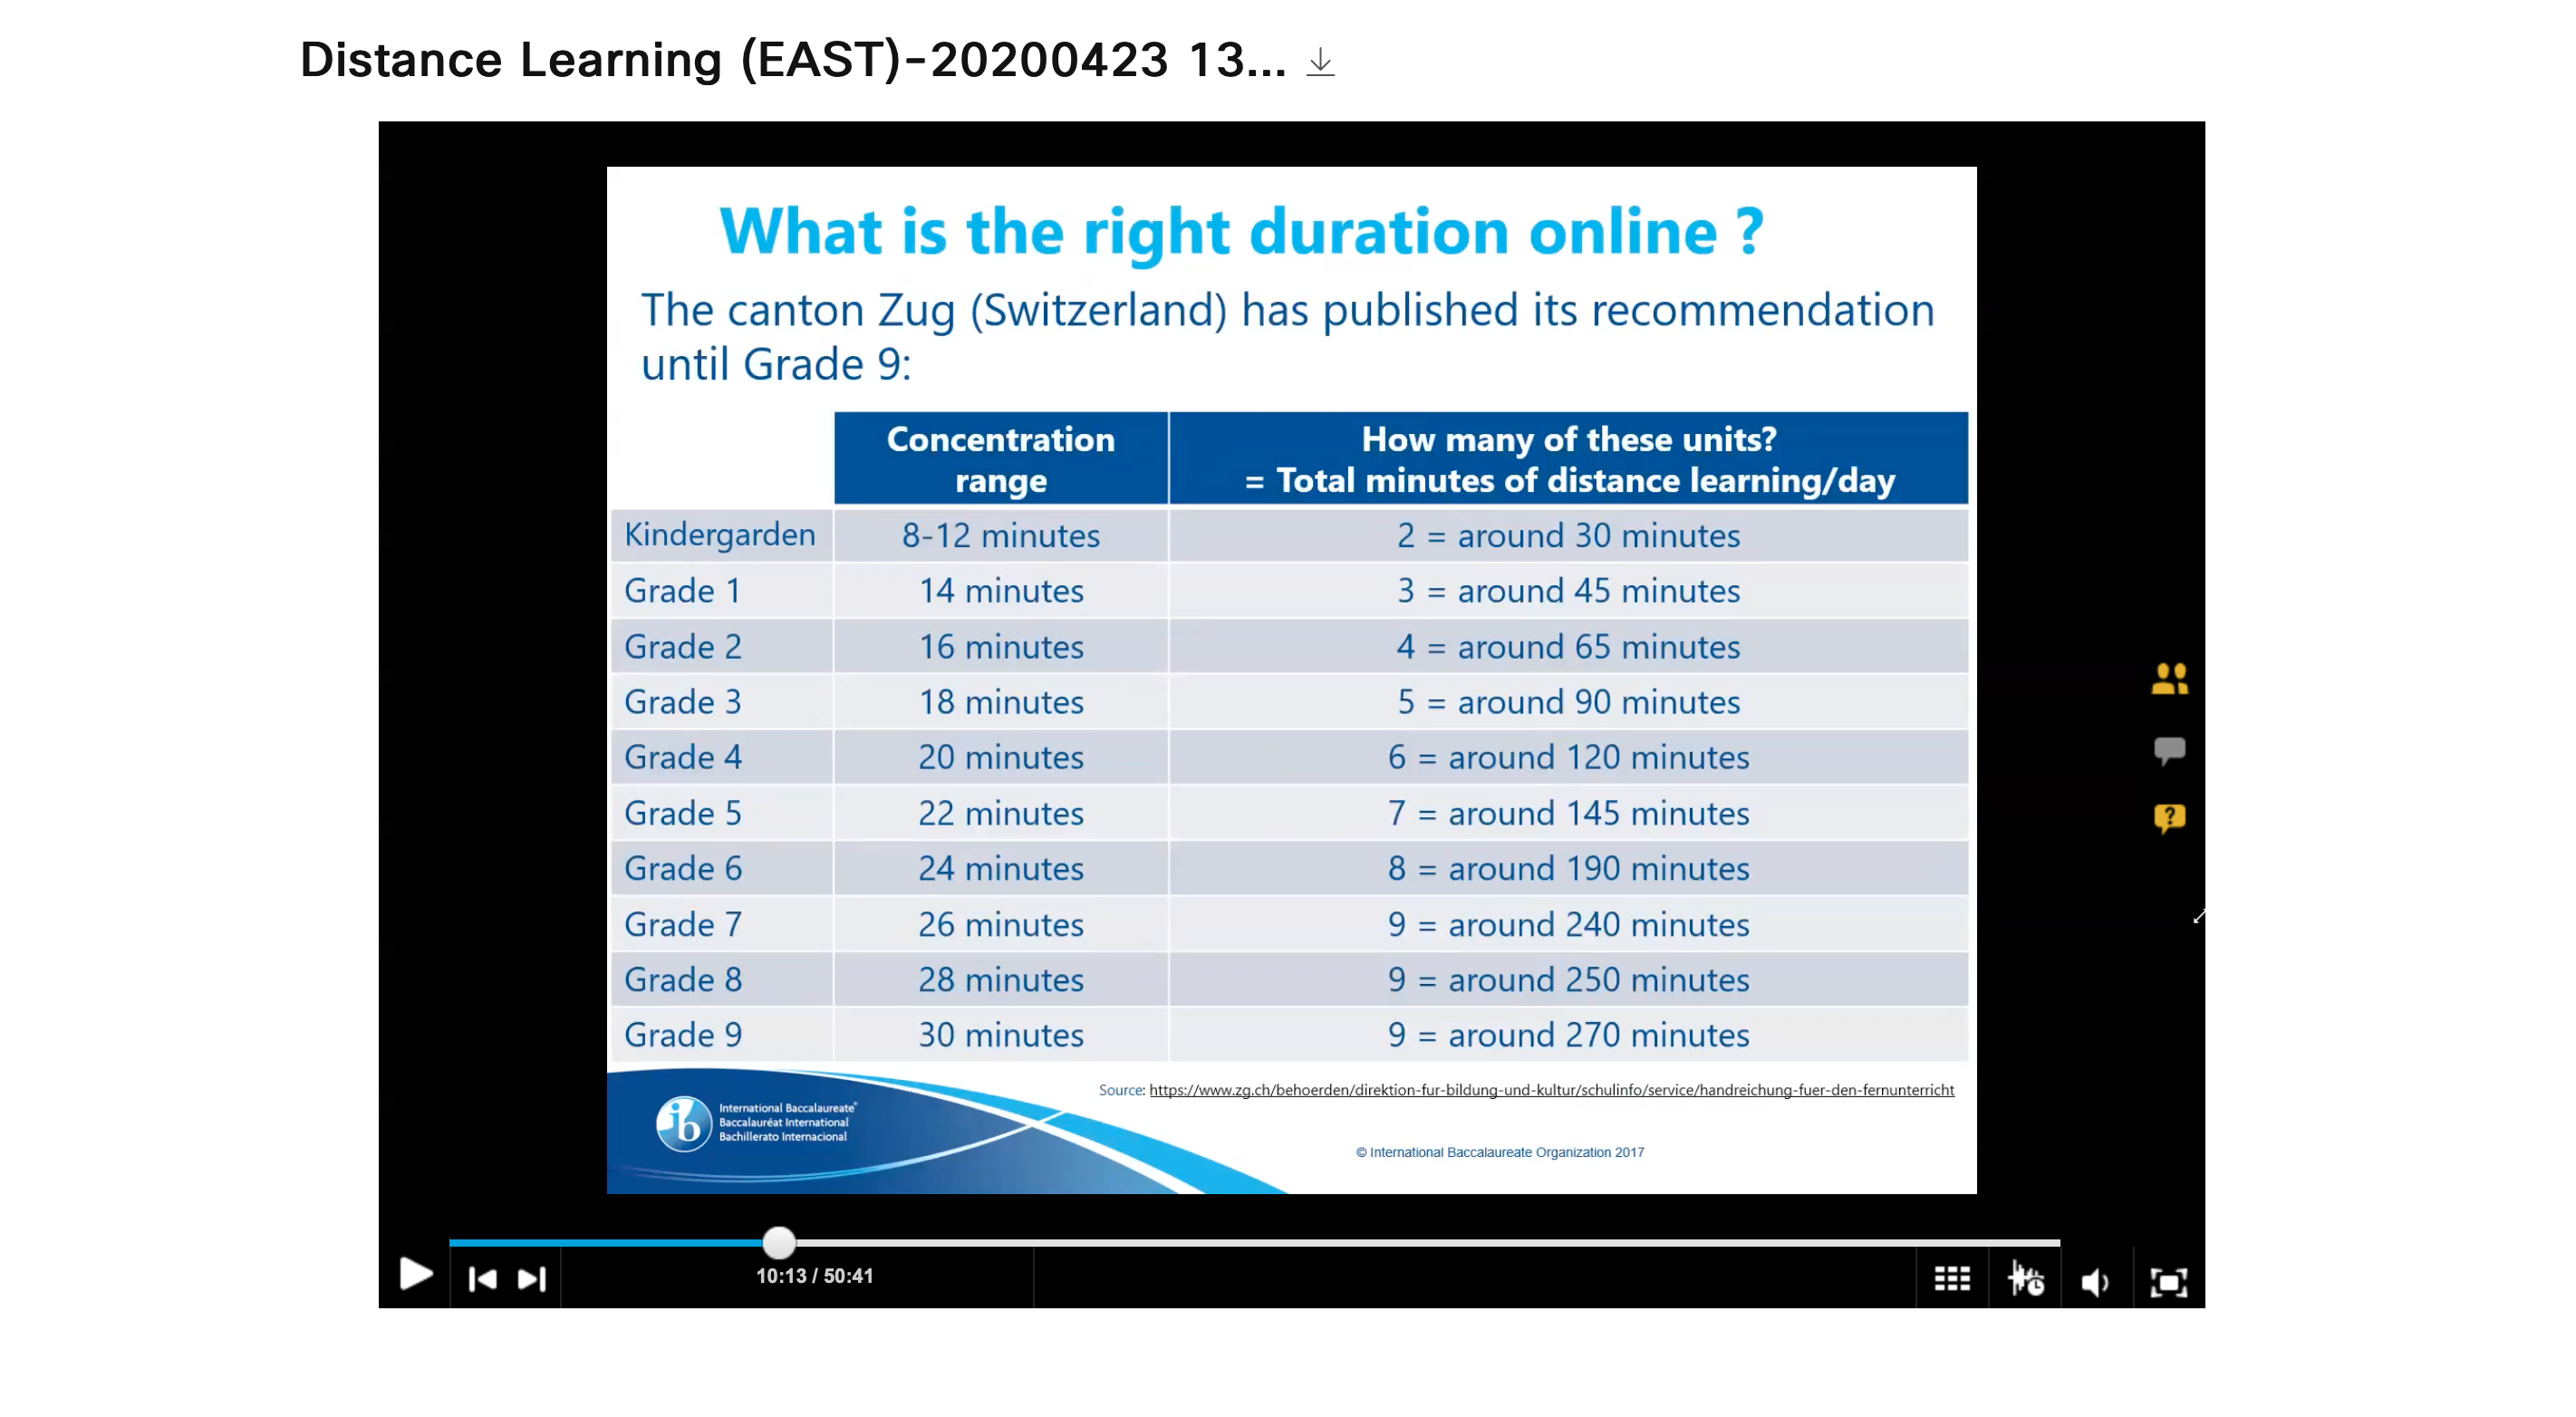 Distance Learning (EAST)-20200423 13...
What is the right duration online ?
The canton Zug (Switzerland) has published its recommendation
until Grade 9:
Concentration range How many of these units? = Total minutes of distance learning/day
Kindergarden 8-12 minutes 2 = around 30 minutes
Grade 1 14 minutes 3 = around 45 minutes
Grade 2 16 minutes 4 = around 65 minutes
Grade 3 18 minutes 5 = around 90 minutes
Grade 4 20 minutes 6 = around 120 minutes
Grade 5 22 minutes 7 = around 145 minutes
Grade 6 24 minutes 8 = around 190 minutes
Grade 7 26 minutes 9 = around 240 minutes
Grade 8 28 minutes 9 = around 250 minutes
Grade 9 30 minutes 9 = around 270 minutes
Source: https://www.zg.ch/behoerden/direktion-fur-bildung-und-kultur/schulinfo/service/handreichung-fuer-den-fernunterricht
ib
International Baccalaureate®
Baccalauréat International
Bachillerato Internacional
© International Baccalaureate Organization 2017
10:13 / 50:41